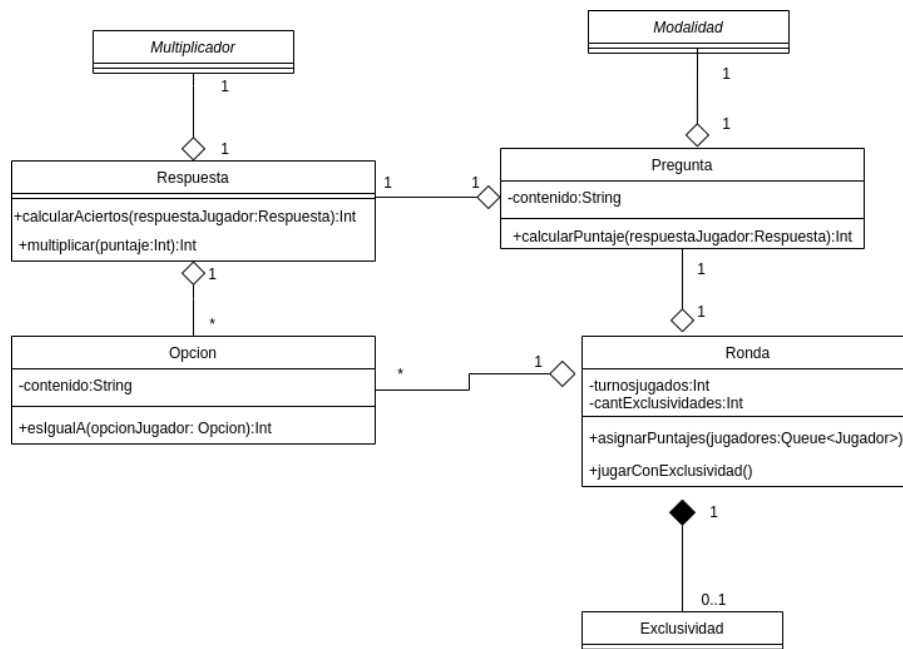 Multiplicador
1
1
Modalidad
1
1
Respuesta
+calcularAciertos(respuestaJugador:Respuesta):Int
+multiplicar(puntaje:Int):Int
1
1
Pregunta
-contenido:String
+calcularPuntaje(respuestaJugador:Respuesta):Int
1
*
1
1
Opcion
-contenido:String
+esIgualA(opcionJugador: Opcion):Int
*
1
Ronda
-turnosjugados:Int
-cantExclusividades:Int
+asignarPuntajes(jugadores:Queue<Jugador>)
+jugarConExclusividad()
1
0..1
Exclusividad